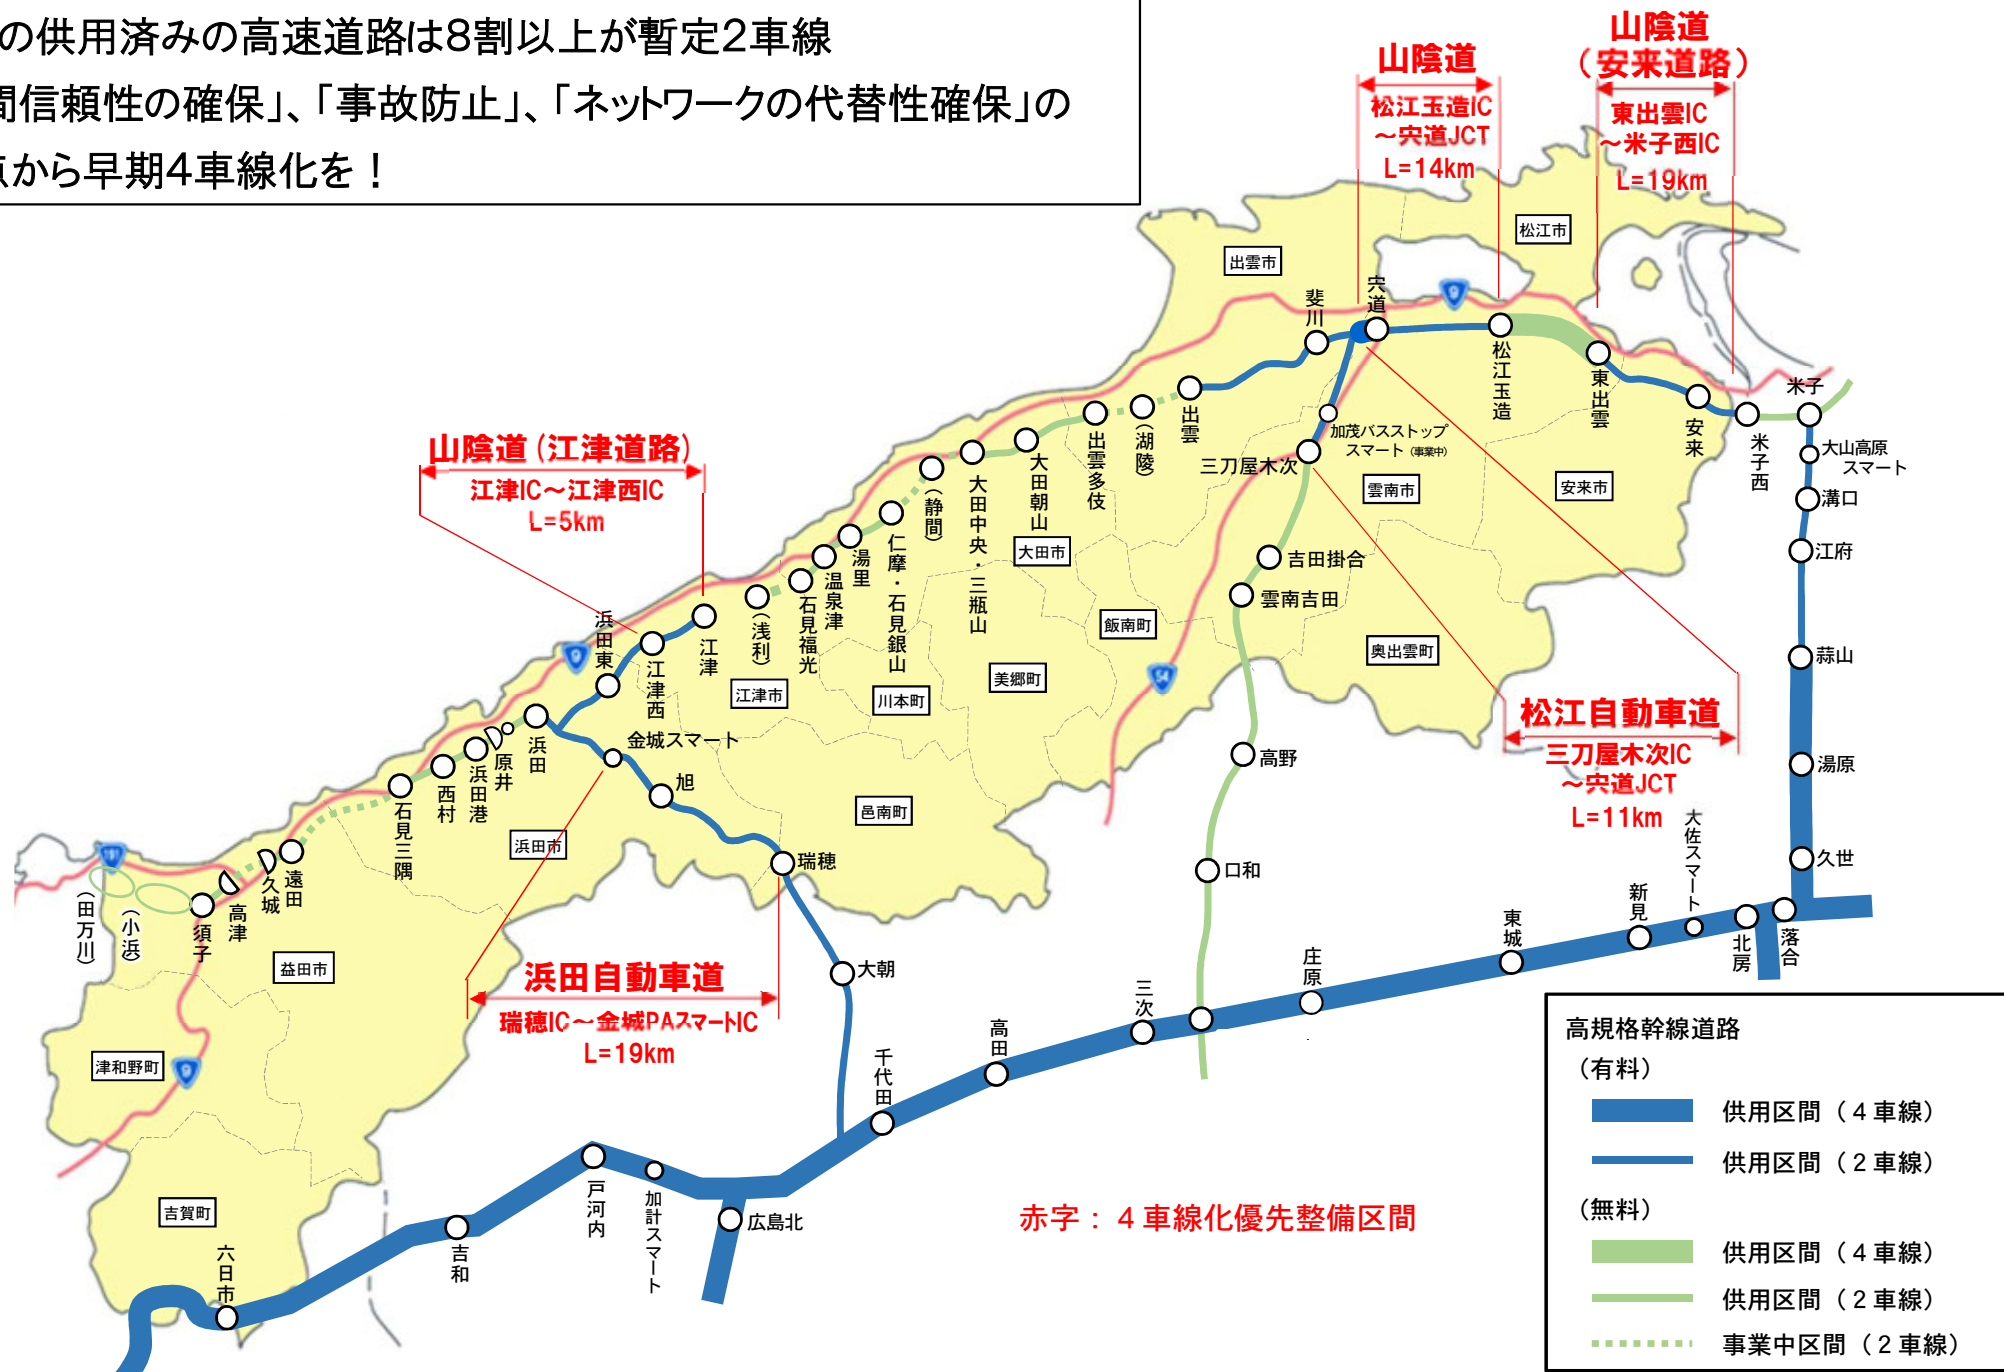 の供用済みの高速道路は8割以上が暫定2車線
間信頼性の確保」、「事故防止」、「ネットワークの代替性確保」の
点から早期4車線化を！
山陰道
松江玉造IC
～宍道JCT
L=14km
山陰道
（安来道路）
東出雲IC
～米子西IC
L=19km
松江市
出雲市
9
宍道
斐川
松江玉造
東出雲
安来
米子西
米子
大山高原
スマート
溝口
江府
蒜山
湯原
久世
出雲
（湖陵）
出雲多伎
大田朝山
大田中央・三瓶山
（静間）
仁摩・石見銀山
湯里
温泉津
石見福光
（浅利）
江津
江津西
浜田東
浜田
原井
浜田港
西村
石見三隅
遠田
久城
高津
須子
（小浜）
（田万川）
加茂バスストップ
スマート（事業中）
三刀屋木次
雲南市
安来市
吉田掛合
雲南吉田
大田市
飯南町
奥出雲町
美郷町
川本町
江津市
邑南町
浜田市
益田市
津和野町
吉賀町
54
9
191
9
山陰道（江津道路）
江津IC～江津西IC
L=5km
松江自動車道
三刀屋木次IC
～宍道JCT
L=11km
浜田自動車道
瑞穂IC～金城PAスマートIC
L=19km
金城スマート
旭
瑞穂
大朝
高野
口和
千代田
高田
三次
庄原
東城
新見
大佐スマート
北房
落合
広島北
加計スマート
戸河内
吉和
六日市
赤字：４車線化優先整備区間
高規格幹線道路
（有料）
供用区間（４車線）
供用区間（２車線）
（無料）
供用区間（４車線）
供用区間（２車線）
事業中区間（２車線）